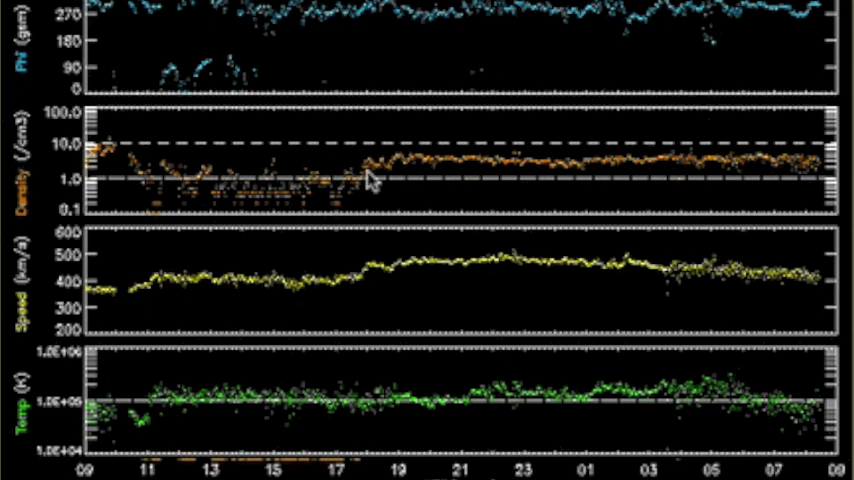 Phi (gsm)
270
180
90
0
Density (/cm3)
100.0
10.0
1.0
0.1
Speed (km/s)
600
500
400
300
200
Temp (K)
1.0E+06
1.0E+05
1.0E+04
09 11 13 15 17 19 21 23 01 03 05 07 09